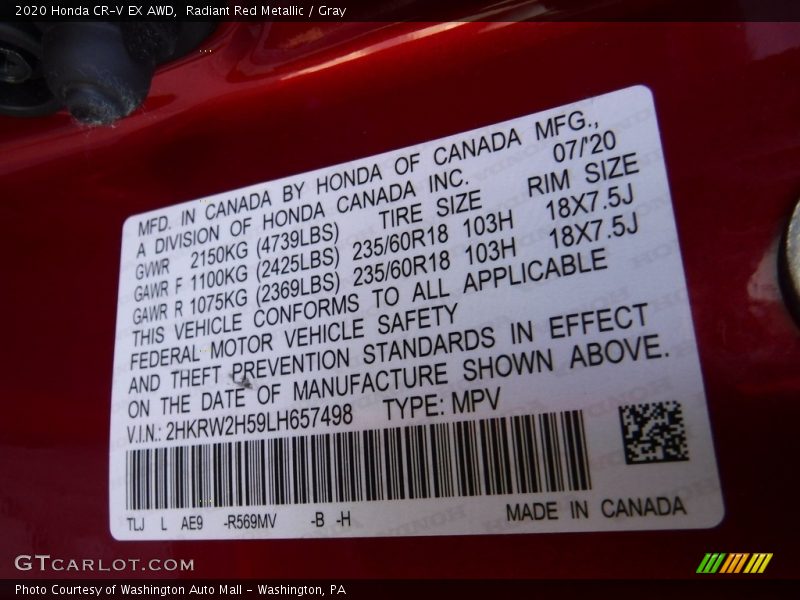 2020 Honda CR-V EX AWD, Radiant Red Metallic / Gray
MFD. IN CANADA BY HONDA OF CANADA MFG.,
A DIVISION OF HONDA CANADA INC. 07/'20
GVWR 2150KG (4739LBS) TIRE SIZE RIM SIZE
GAWR F 1100KG (2425LBS) 235/60R18 103H 18X7.5J
GAWR R 1075KG (2369LBS) 235/60R18 103H 18X7.5J
THIS VEHICLE CONFORMS TO ALL APPLICABLE
FEDERAL MOTOR VEHICLE SAFETY
AND THEFT PREVENTION STANDARDS IN EFFECT
ON THE DATE OF MANUFACTURE SHOWN ABOVE.
V.I.N.: 2HKRW2H59LH657498 TYPE: MPV
TLJ L AE9 -R569MV -B -H MADE IN CANADA
GTCARLOT.COM
Photo Courtesy of Washington Auto Mall - Washington, PA